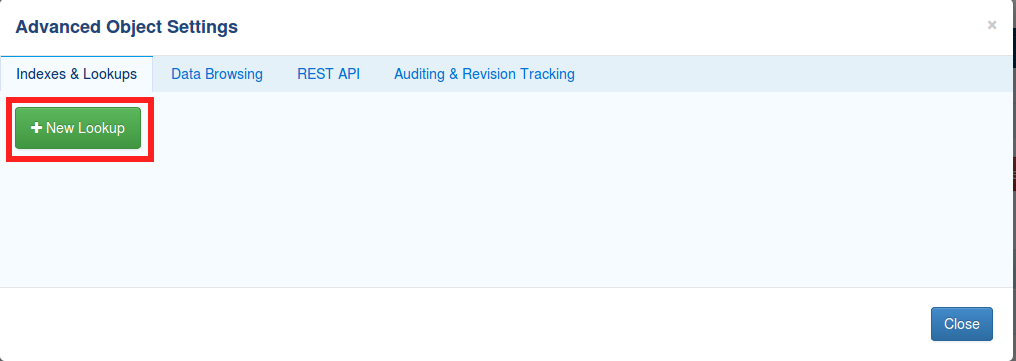 Advanced Object Settings
×
Indexes & Lookups Data Browsing REST API Auditing & Revision Tracking
+ New Lookup
Close